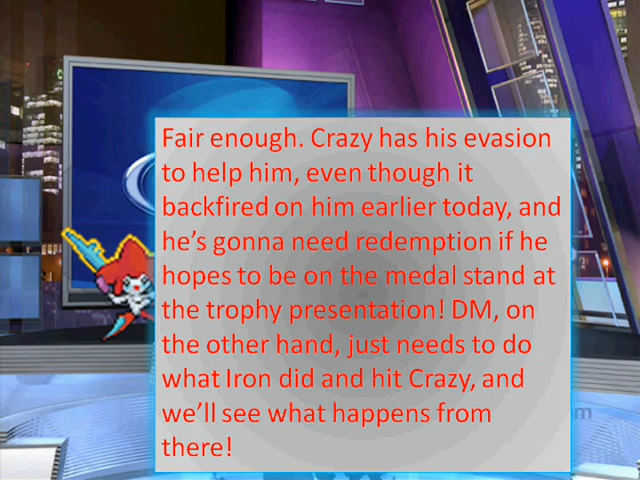 Fair enough. Crazy has his evasion
to help him, even though it
backfired on him earlier today, and
he's gonna need redemption if he
hopes to be on the medal stand at
the trophy presentation! DM, on
the other hand, just needs to do
what Iron did and hit Crazy, and
we'll see what happens from
there!